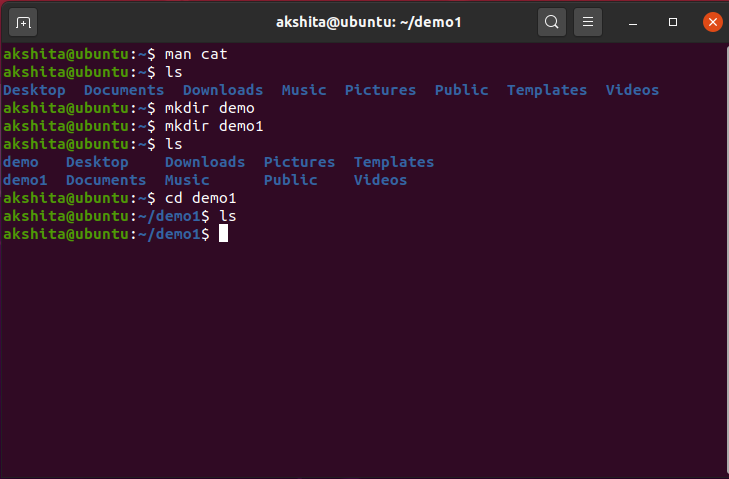 akshita@ubuntu: ~/demo1
akshita@ubuntu:~$ man cat
akshita@ubuntu:~$ ls
Desktop  Documents  Downloads  Music  Pictures  Public  Templates  Videos
akshita@ubuntu:~$ mkdir demo
akshita@ubuntu:~$ mkdir demo1
akshita@ubuntu:~$ ls
demo   Desktop    Downloads  Pictures  Templates
demo1  Documents  Music      Public    Videos
akshita@ubuntu:~$ cd demo1
akshita@ubuntu:~/demo1$ ls
akshita@ubuntu:~/demo1$